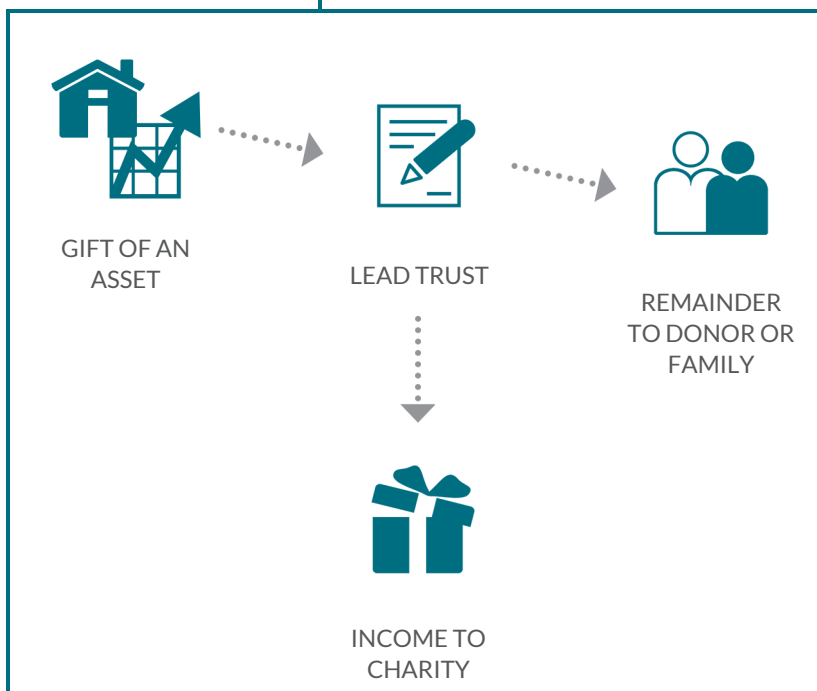 GIFT OF AN
ASSET
LEAD TRUST
REMAINDER
TO DONOR OR
FAMILY
INCOME TO
CHARITY